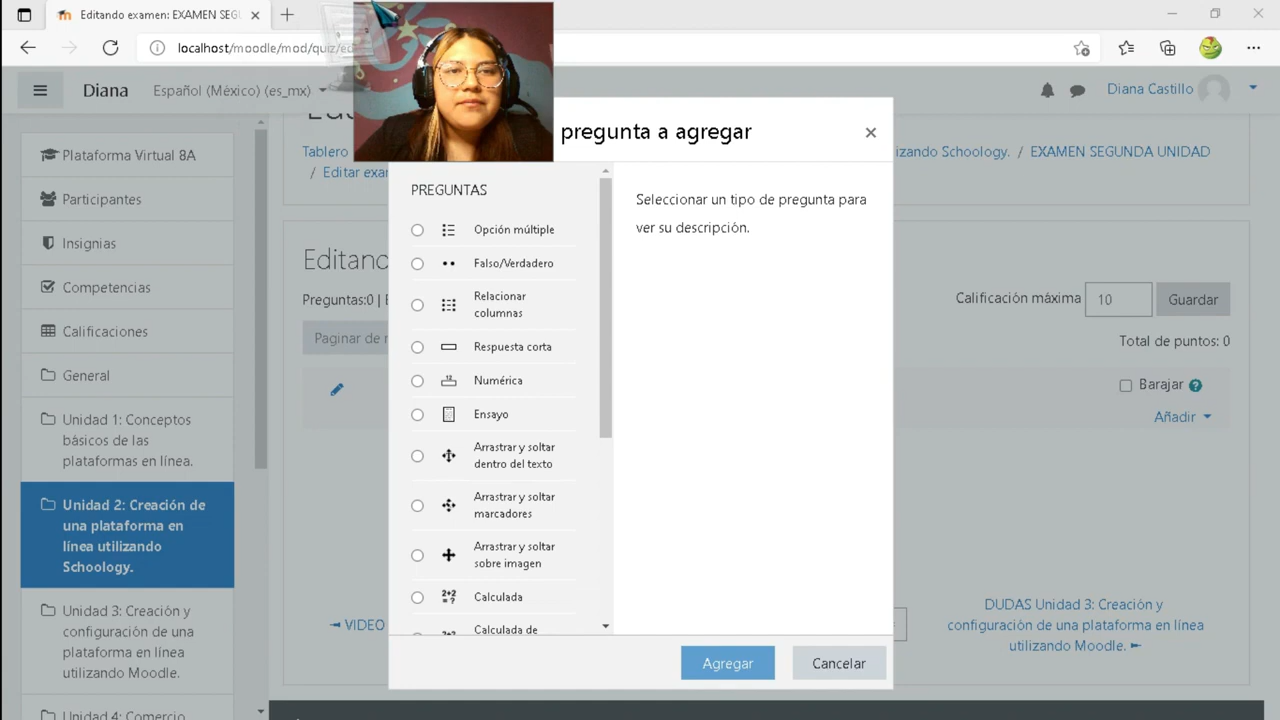 Editando examen: EXAMEN SEGU
localhost/moodle/mod/quiz/ed
Diana
Español (México) (es_mx)
Diana Castillo
Plataforma Virtual 8A
Participantes
Insignias
Competencias
Calificaciones
General
Unidad 1: Conceptos
básicos de las
plataformas en línea.
Unidad 2: Creación de
una plataforma en
línea utilizando
Schoology.
Unidad 3: Creación y
configuración de una
plataforma en línea
utilizando Moodle.
Unidad 4: Comercio
Tablero
izando Schoology. / EXAMEN SEGUNDA UNIDAD
/ Editar exa
Editando
Preguntas:0 |
Calificación máxima 10 Guardar
Paginar de
Total de puntos: 0
Barajar
Añadir
VIDEO
DUDAS Unidad 3: Creación y
configuración de una plataforma en línea
utilizando Moodle.
pregunta a agregar
PREGUNTAS
Opción múltiple
Falso/Verdadero
Relacionar
columnas
Respuesta corta
Numérica
Ensayo
Arrastrar y soltar
dentro del texto
Arrastrar y soltar
marcadores
Arrastrar y soltar
sobre imagen
Calculada
Calculada de
Seleccionar un tipo de pregunta para
ver su descripción.
Agregar
Cancelar